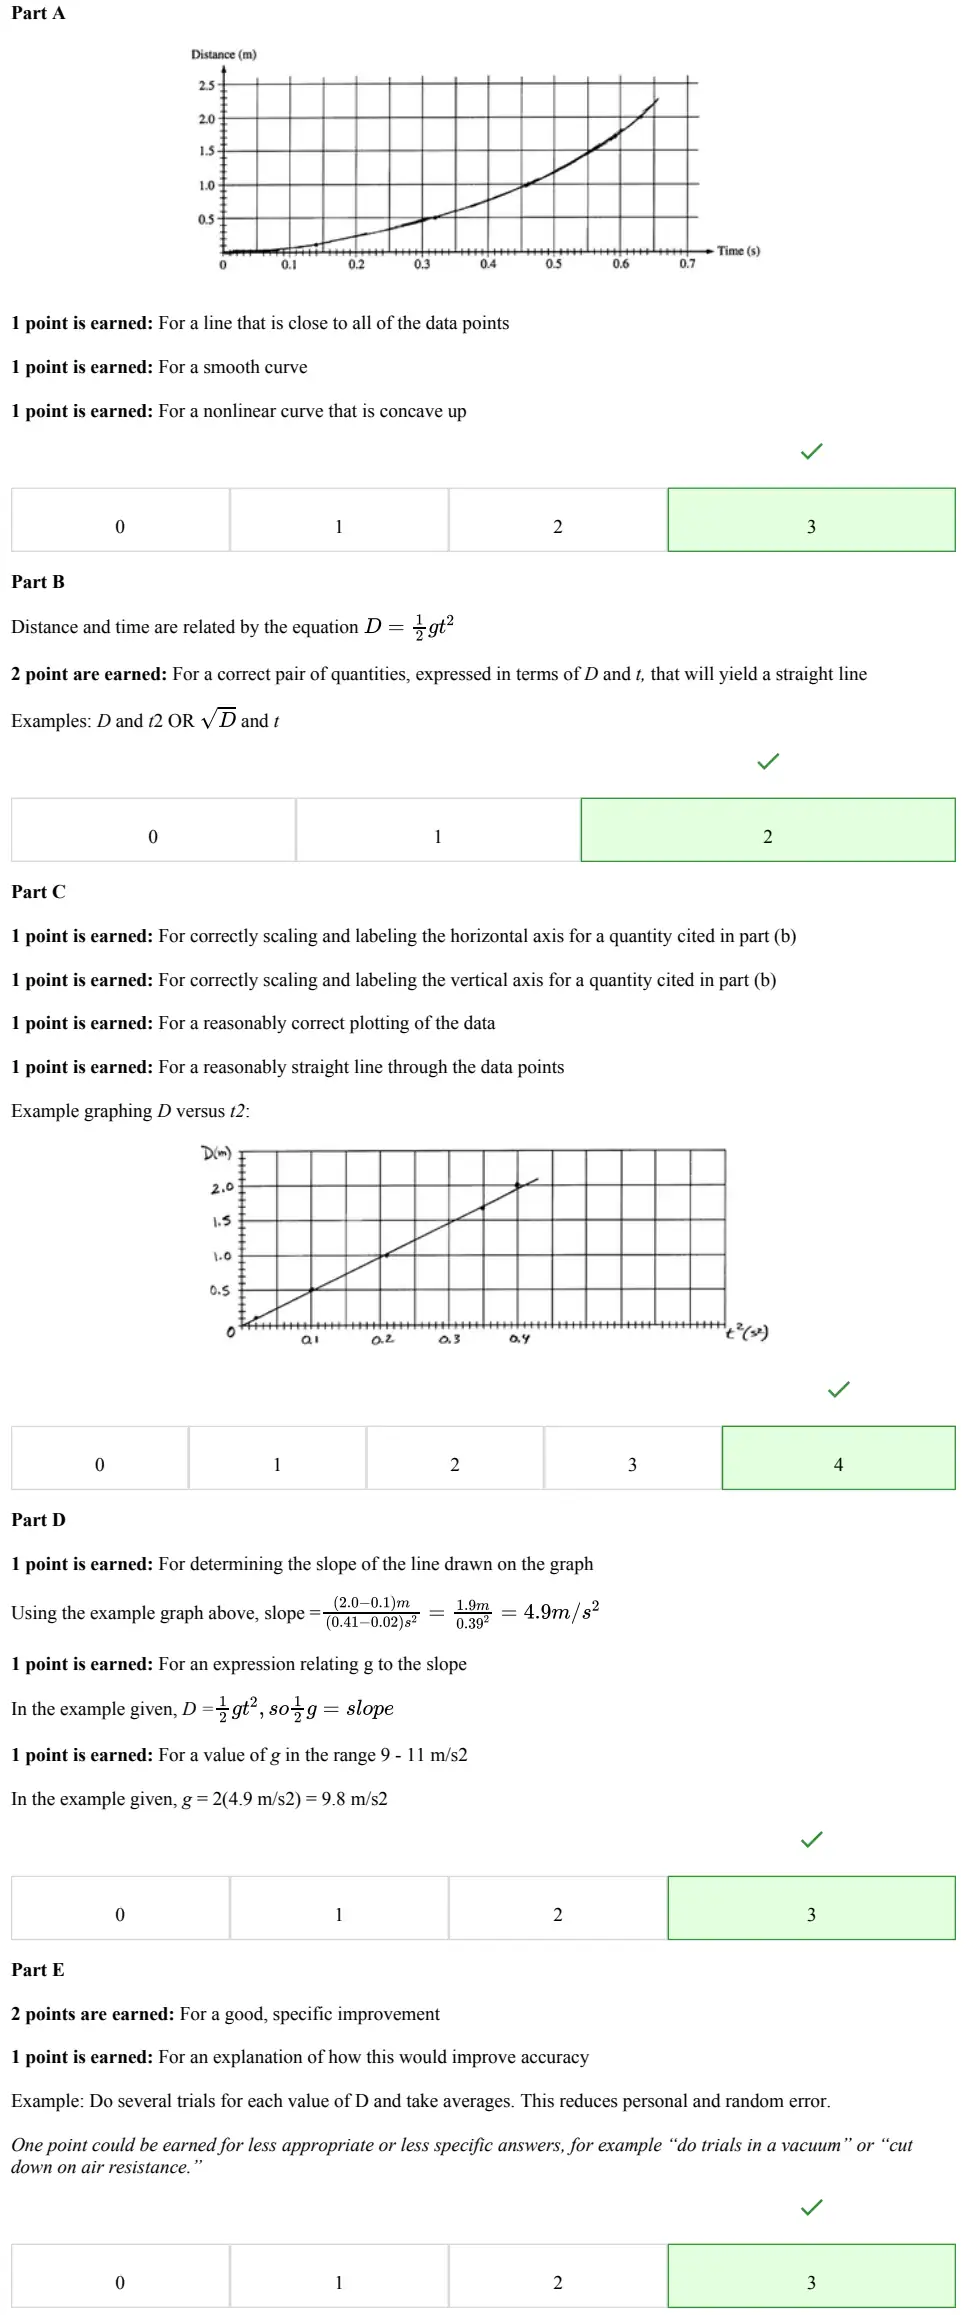 Part A
Distance (m)
2.5
2.0
1.5
1.0
0.5
0 0.1 0.2 0.3 0.4 0.5 0.6 0.7 Time (s)
1 point is earned: For a line that is close to all of the data points
1 point is earned: For a smooth curve
1 point is earned: For a nonlinear curve that is concave up
0 1 2 3
Part B
Distance and time are related by the equation D = 1/2 gt²
2 point are earned: For a correct pair of quantities, expressed in terms of D and t, that will yield a straight line
Examples: D and t2 OR √D and t
0 1 2
Part C
1 point is earned: For correctly scaling and labeling the horizontal axis for a quantity cited in part (b)
1 point is earned: For correctly scaling and labeling the vertical axis for a quantity cited in part (b)
1 point is earned: For a reasonably correct plotting of the data
1 point is earned: For a reasonably straight line through the data points
Example graphing D versus t2:
D(m)
2.0
1.5
1.0
0.5
0 0.1 0.2 0.3 0.4 t²(s²)
0 1 2 3 4
Part D
1 point is earned: For determining the slope of the line drawn on the graph
Using the example graph above, slope = (2.0−0.1)m / (0.41−0.02)s² = 1.9m / 0.39² = 4.9m/s²
1 point is earned: For an expression relating g to the slope
In the example given, D = 1/2 gt², so 1/2 g = slope
1 point is earned: For a value of g in the range 9 - 11 m/s2
In the example given, g = 2(4.9 m/s2) = 9.8 m/s2
0 1 2 3
Part E
2 points are earned: For a good, specific improvement
1 point is earned: For an explanation of how this would improve accuracy
Example: Do several trials for each value of D and take averages. This reduces personal and random error.
One point could be earned for less appropriate or less specific answers, for example “do trials in a vacuum” or “cut
down on air resistance.”
0 1 2 3